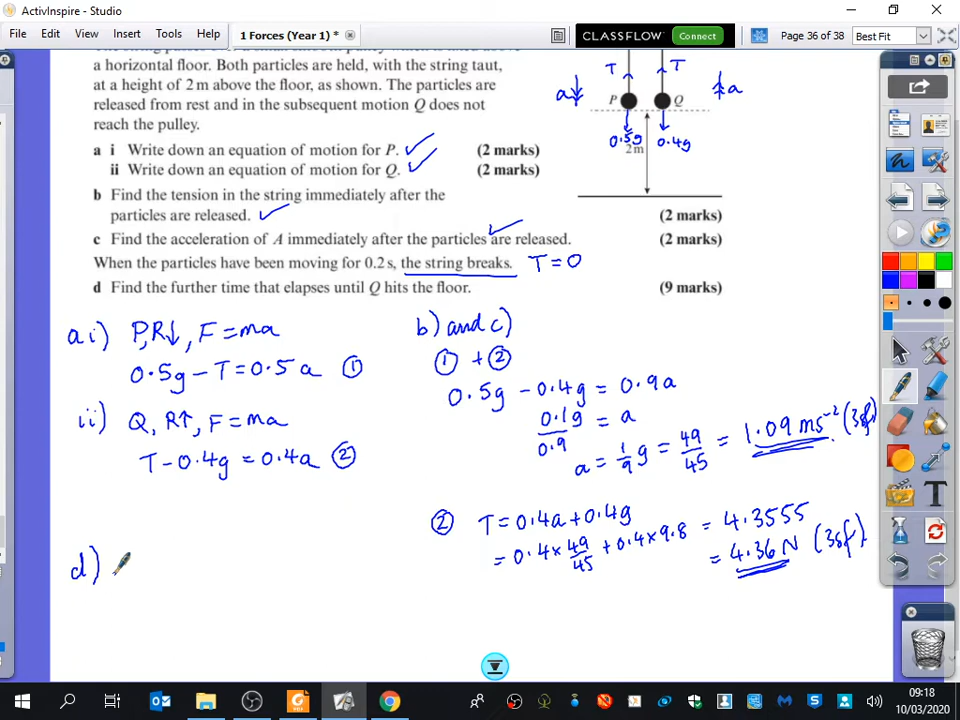 ActivInspire - Studio
File Edit View Insert Tools Help 1 Forces (Year 1) *
CLASSFLOW Connect
Page 36 of 38 Best Fit
a horizontal floor. Both particles are held, with the string taut,
at a height of 2 m above the floor, as shown. The particles are
released from rest and in the subsequent motion Q does not
reach the pulley.
T T
a P Q a
0.5g 0.4g
2m
a i Write down an equation of motion for P. (2 marks)
ii Write down an equation of motion for Q. (2 marks)
b Find the tension in the string immediately after the
particles are released. (2 marks)
c Find the acceleration of A immediately after the particles are released. (2 marks)
When the particles have been moving for 0.2 s, the string breaks. T = 0
d Find the further time that elapses until Q hits the floor. (9 marks)
a i) P, R↓, F = ma
0.5g - T = 0.5a ①
ii) Q, R↑, F = ma
T - 0.4g = 0.4a ②
b) and c)
① + ②
0.5g - 0.4g = 0.9a
0.1g/0.9 = a
a = 1/9 g = 49/45 = 1.09 ms⁻² (3sf)
② T = 0.4a + 0.4g
= 0.4 × 49/45 + 0.4 × 9.8 = 4.3555
= 4.36 N (3sf)
d)
09:18
10/03/2020